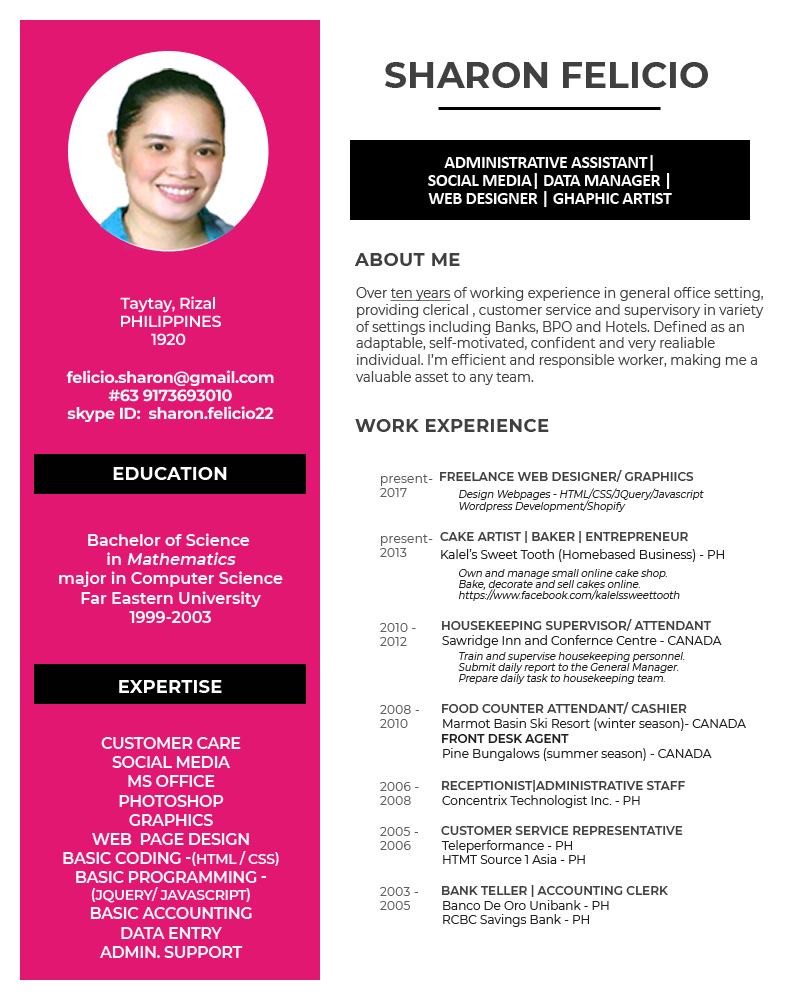 SHARON FELICIO
ADMINISTRATIVE ASSISTANT|
SOCIAL MEDIA| DATA MANAGER |
WEB DESIGNER | GHAPHIC ARTIST
Taytay, Rizal
PHILIPPINES
1920
felicio.sharon@gmail.com
#63 9173693010
skype ID:  sharon.felicio22
EDUCATION
Bachelor of Science
in Mathematics
major in Computer Science
Far Eastern University
1999-2003
EXPERTISE
CUSTOMER CARE
SOCIAL MEDIA
MS OFFICE
PHOTOSHOP
GRAPHICS
WEB  PAGE DESIGN
BASIC CODING -(HTML / CSS)
BASIC PROGRAMMING -
(JQUERY/ JAVASCRIPT)
BASIC ACCOUNTING
DATA ENTRY
ADMIN. SUPPORT
ABOUT ME
Over ten years of working experience in general office setting,
providing clerical , customer service and supervisory in variety
of settings including Banks, BPO and Hotels. Defined as an
adaptable, self-motivated, confident and very realiable
individual. I'm efficient and responsible worker, making me a
valuable asset to any team.
WORK EXPERIENCE
present- FREELANCE WEB DESIGNER/ GRAPHIICS
2017
Design Webpages - HTML/CSS/JQuery/Javascript
Wordpress Development/Shopify
present- CAKE ARTIST | BAKER | ENTREPRENEUR
2013
Kalel's Sweet Tooth (Homebased Business) - PH
Own and manage small online cake shop.
Bake, decorate and sell cakes online.
https://www.facebook.com/kalelssweettooth
2010 - HOUSEKEEPING SUPERVISOR/ ATTENDANT
2012 Sawridge Inn and Confernce Centre - CANADA
Train and supervise housekeeping personnel.
Submit daily report to the General Manager.
Prepare daily task to housekeeping team.
2008 - FOOD COUNTER ATTENDANT/ CASHIER
2010 Marmot Basin Ski Resort (winter season)- CANADA
FRONT DESK AGENT
Pine Bungalows (summer season) - CANADA
2006 - RECEPTIONIST|ADMINISTRATIVE STAFF
2008 Concentrix Technologist Inc. - PH
2005 - CUSTOMER SERVICE REPRESENTATIVE
2006 Teleperformance - PH
HTMT Source 1 Asia - PH
2003 - BANK TELLER | ACCOUNTING CLERK
2005 Banco De Oro Unibank - PH
RCBC Savings Bank - PH